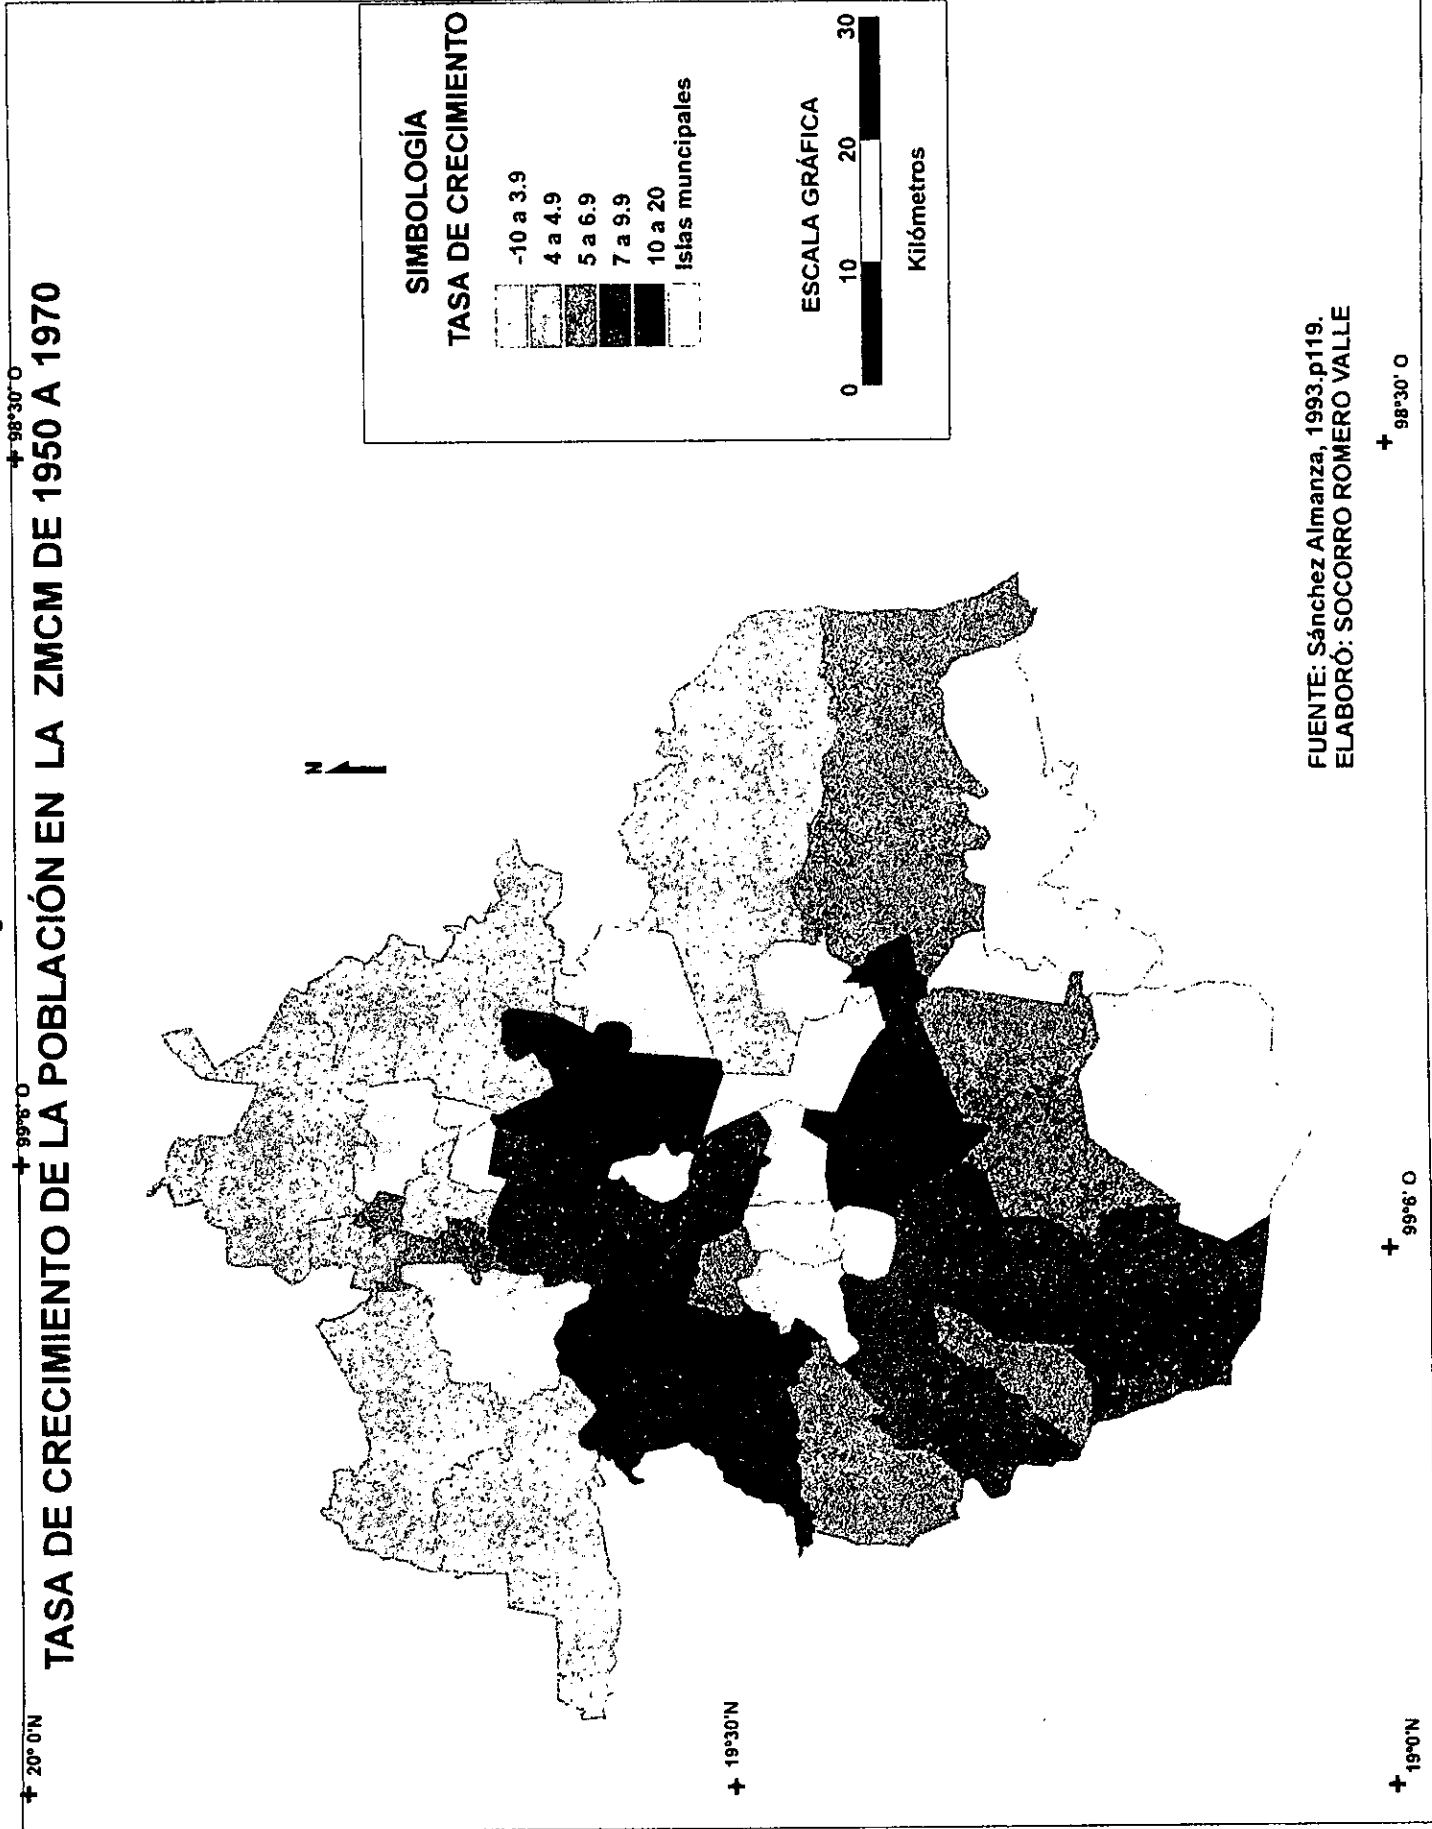 TASA DE CRECIMIENTO DE LA POBLACIÓN EN LA ZMCM DE 1950 A 1970
+ 20° 0'N
+ 99°6' O
+ 98°30' O
N
SIMBOLOGÍA
TASA DE CRECIMIENTO
-10 a 3.9
4 a 4.9
5 a 6.9
7 a 9.9
10 a 20
Islas muncipales
ESCALA GRÁFICA
0 10 20 30
Kilómetros
+ 19°30'N
FUENTE: Sánchez Almanza, 1993.p119.
ELABORÓ: SOCORRO ROMERO VALLE
+ 19°0'N
+ 99°6' O
+ 98°30' O